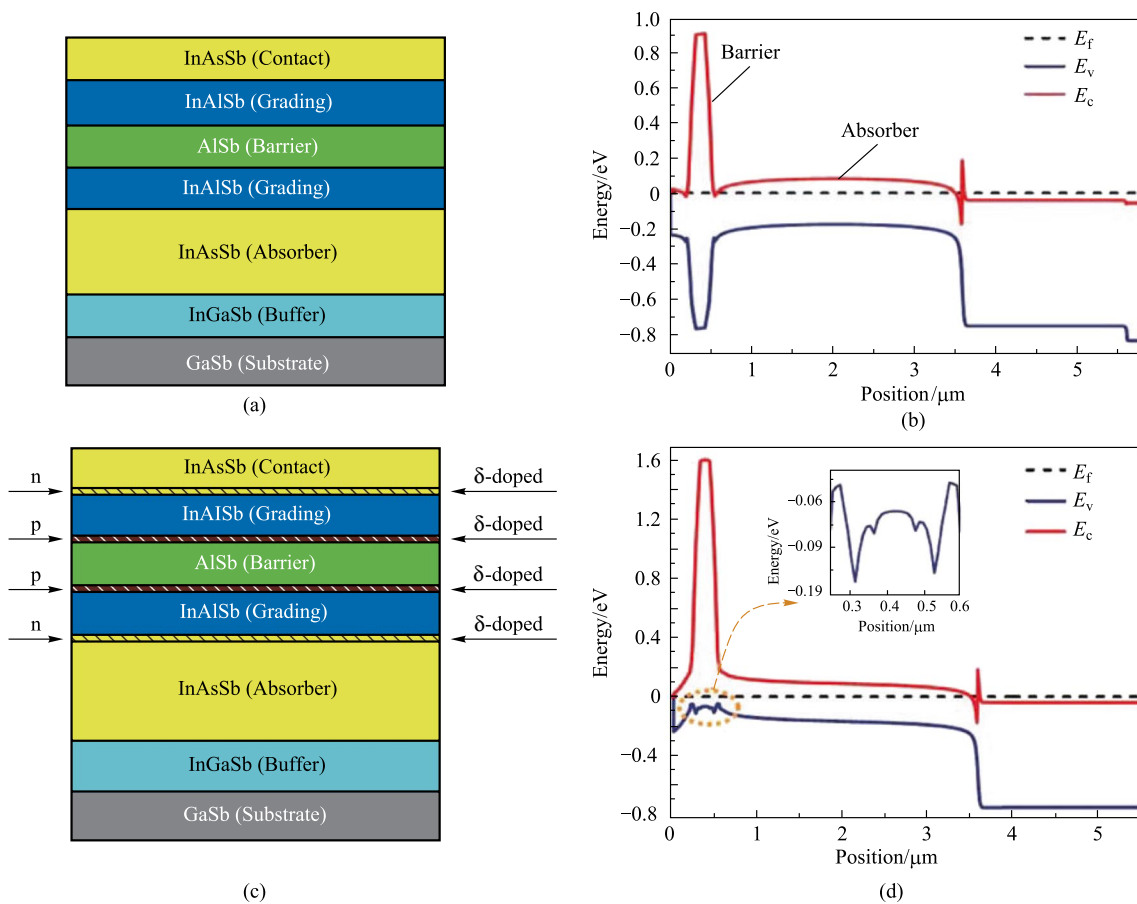 InAsSb (Contact)
InAlSb (Grading)
AlSb (Barrier)
InAlSb (Grading)
InAsSb (Absorber)
InGaSb (Buffer)
GaSb (Substrate)
(a)
1.0
0.8
0.6
0.4
0.2
0
−0.2
−0.4
−0.6
−0.8
Energy/eV
Barrier
Absorber
E_f
E_v
E_c
0
1
2
3
4
5
Position/μm
(b)
InAsSb (Contact)
InAISb (Grading)
AlSb (Barrier)
InAlSb (Grading)
InAsSb (Absorber)
InGaSb (Buffer)
GaSb (Substrate)
n
p
p
n
δ-doped
δ-doped
δ-doped
δ-doped
(c)
1.6
1.2
0.8
0.4
0
−0.4
−0.8
Energy/eV
−0.06
−0.09
−0.19
Energy/eV
0.3
0.4
0.5
0.6
Position/μm
E_f
E_v
E_c
0
1
2
3
4
5
Position/μm
(d)